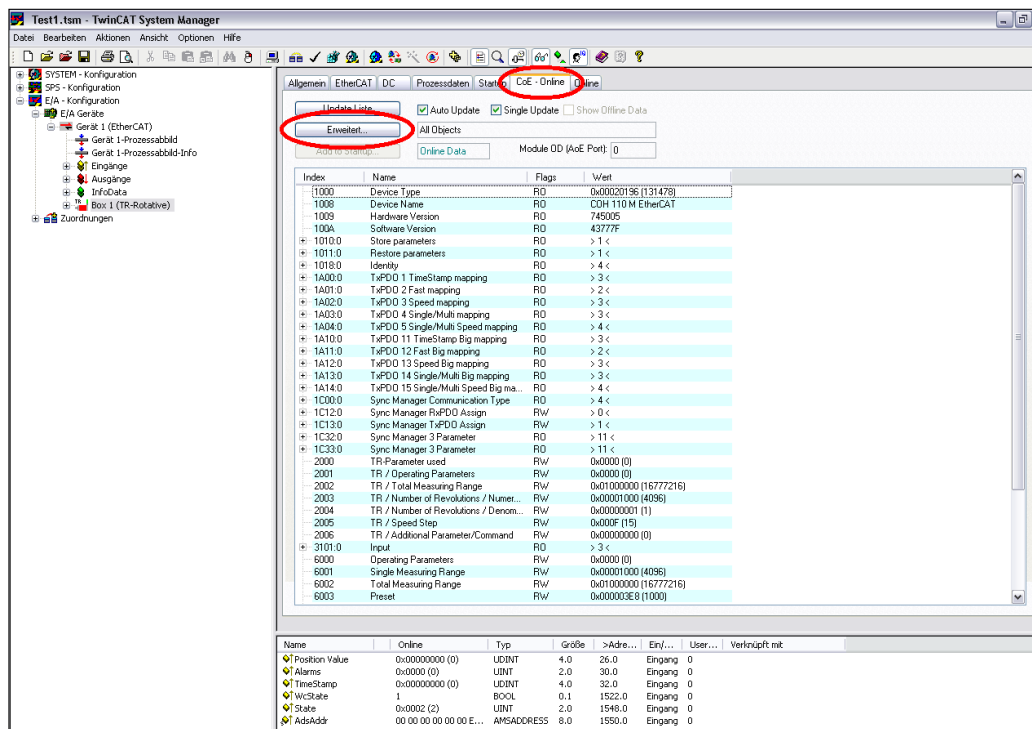 Test1.tsm - TwinCAT System Manager
Datei Bearbeiten Aktionen Ansicht Optionen Hilfe
SYSTEM - Konfiguration
SPS - Konfiguration
E/A - Konfiguration
E/A Geräte
Gerät 1 (EtherCAT)
Gerät 1-Prozessabbild
Gerät 1-Prozessabbild-Info
Eingänge
Ausgänge
InfoData
Box 1 (TR-Rotative)
Zuordnungen
Allgemein EtherCAT DC Prozessdaten Startup CoE - Online Online
Update Liste Auto Update Single Update Show Offline Data
Erweitert... All Objects
Add to Startup... Online Data Module OD (AoE Port): 0
Index Name Flags Wert
1000 Device Type RO 0x00020196 (131478)
1008 Device Name RO COH 110 M EtherCAT
1009 Hardware Version RO 745005
100A Software Version RO 43777F
1010:0 Store parameters RO > 1 <
1011:0 Restore parameters RO > 1 <
1018:0 Identity RO > 4 <
1A00:0 TxPDO 1 TimeStamp mapping RO > 3 <
1A01:0 TxPDO 2 Fast mapping RO > 2 <
1A02:0 TxPDO 3 Speed mapping RO > 3 <
1A03:0 TxPDO 4 Single/Multi mapping RO > 3 <
1A04:0 TxPDO 5 Single/Multi Speed mapping RO > 4 <
1A10:0 TxPDO 11 TimeStamp Big mapping RO > 3 <
1A11:0 TxPDO 12 Fast Big mapping RO > 2 <
1A12:0 TxPDO 13 Speed Big mapping RO > 3 <
1A13:0 TxPDO 14 Single/Multi Big mapping RO > 3 <
1A14:0 TxPDO 15 Single/Multi Speed Big ma... RO > 4 <
1C00:0 Sync Manager Communication Type RO > 4 <
1C12:0 Sync Manager RxPDO Assign RW > 0 <
1C13:0 Sync Manager TxPDO Assign RW > 1 <
1C32:0 Sync Manager 3 Parameter RO > 11 <
1C33:0 Sync Manager 3 Parameter RO > 11 <
2000 TR-Parameter used RW 0x0000 (0)
2001 TR / Operating Parameters RW 0x0000 (0)
2002 TR / Total Measuring Range RW 0x01000000 (16777216)
2003 TR / Number of Revolutions / Numer... RW 0x00001000 (4096)
2004 TR / Number of Revolutions / Denom... RW 0x00000001 (1)
2005 TR / Speed Step RW 0x000F (15)
2006 TR / Additional Parameter/Command RW 0x00000000 (0)
3101:0 Input RO > 3 <
6000 Operating Parameters RW 0x0000 (0)
6001 Single Measuring Range RW 0x00001000 (4096)
6002 Total Measuring Range RW 0x01000000 (16777216)
6003 Preset RW 0x000003E8 (1000)
Name Online Typ Größe >Adre... Ein/... User... Verknüpft mit
Position Value 0x00000000 (0) UDINT 4.0 26.0 Eingang 0
Alarms 0x0000 (0) UINT 2.0 30.0 Eingang 0
TimeStamp 0x00000000 (0) UDINT 4.0 32.0 Eingang 0
WcState 1 BOOL 0.1 1522.0 Eingang 0
State 0x0002 (2) UINT 2.0 1548.0 Eingang 0
AdsAddr 00 00 00 00 00 00 E... AMSADDRESS 8.0 1550.0 Eingang 0